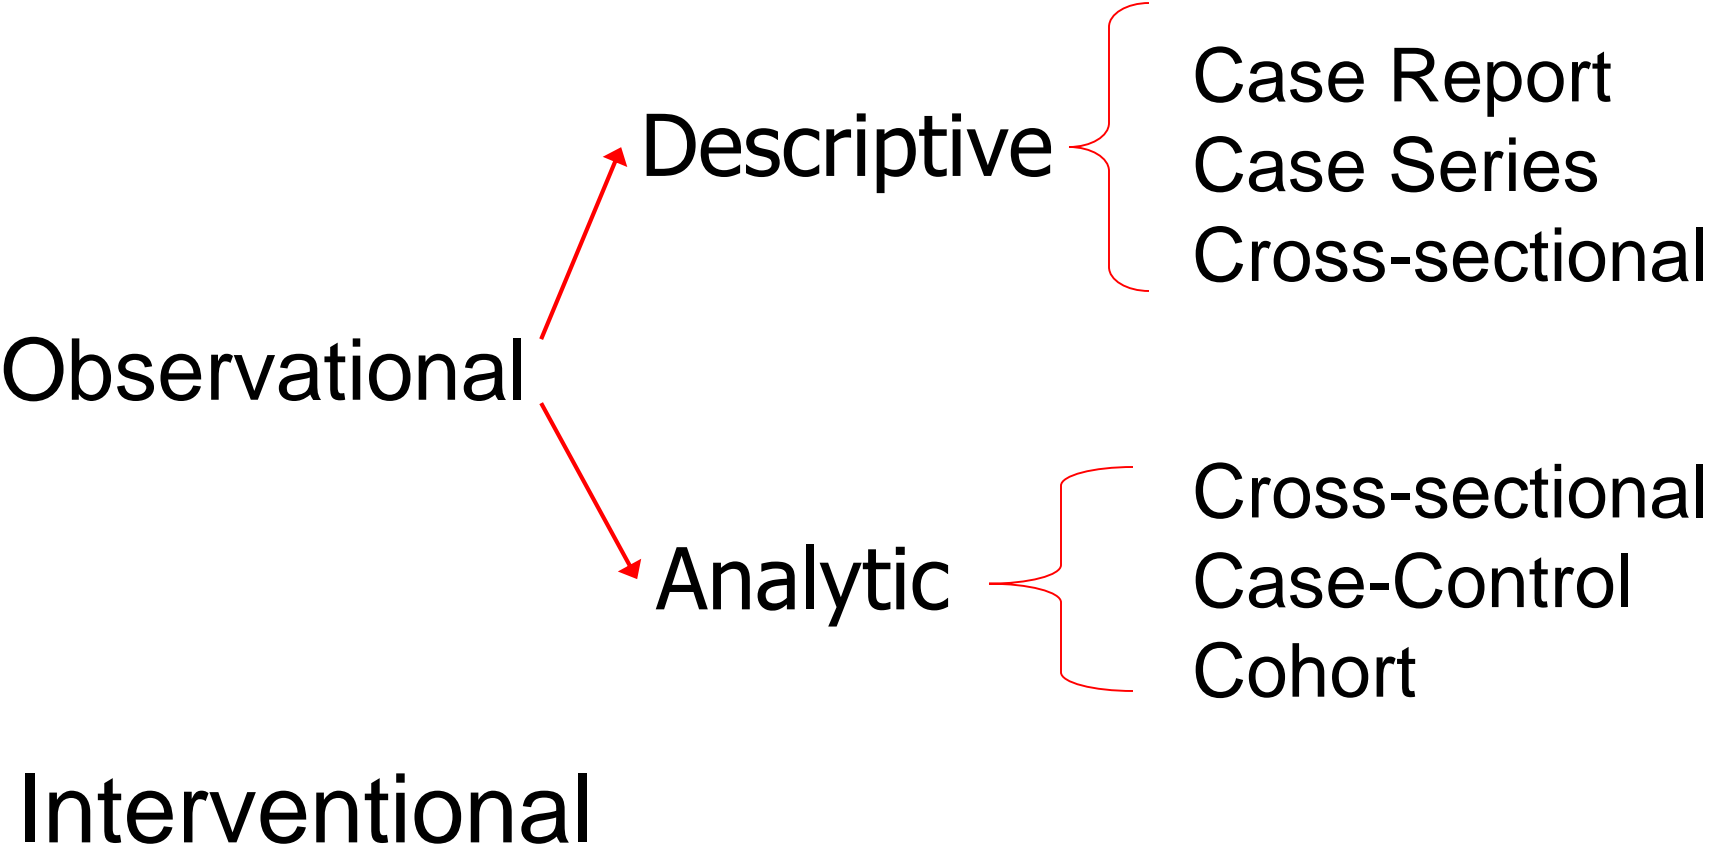 Observational
Descriptive
Case Report
Case Series
Cross-sectional
Analytic
Cross-sectional
Case-Control
Cohort
Interventional